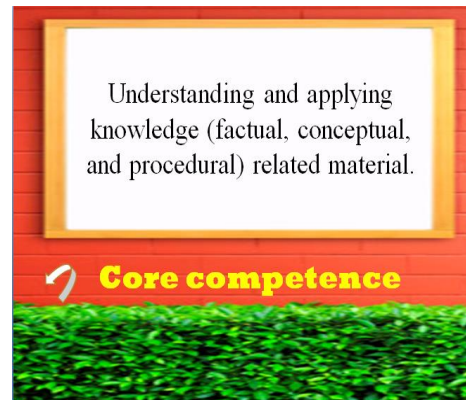 Understanding and applying
knowledge (factual, conceptual,
and procedural) related material.
Core competence